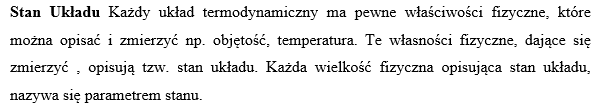 Stan Układu Każdy układ termodynamiczny ma pewne właściwości fizyczne, które
można opisać i zmierzyć np. objętość, temperatura. Te własności fizyczne, dające się
zmierzyć , opisują tzw. stan układu. Każda wielkość fizyczna opisująca stan układu,
nazywa się parametrem stanu.